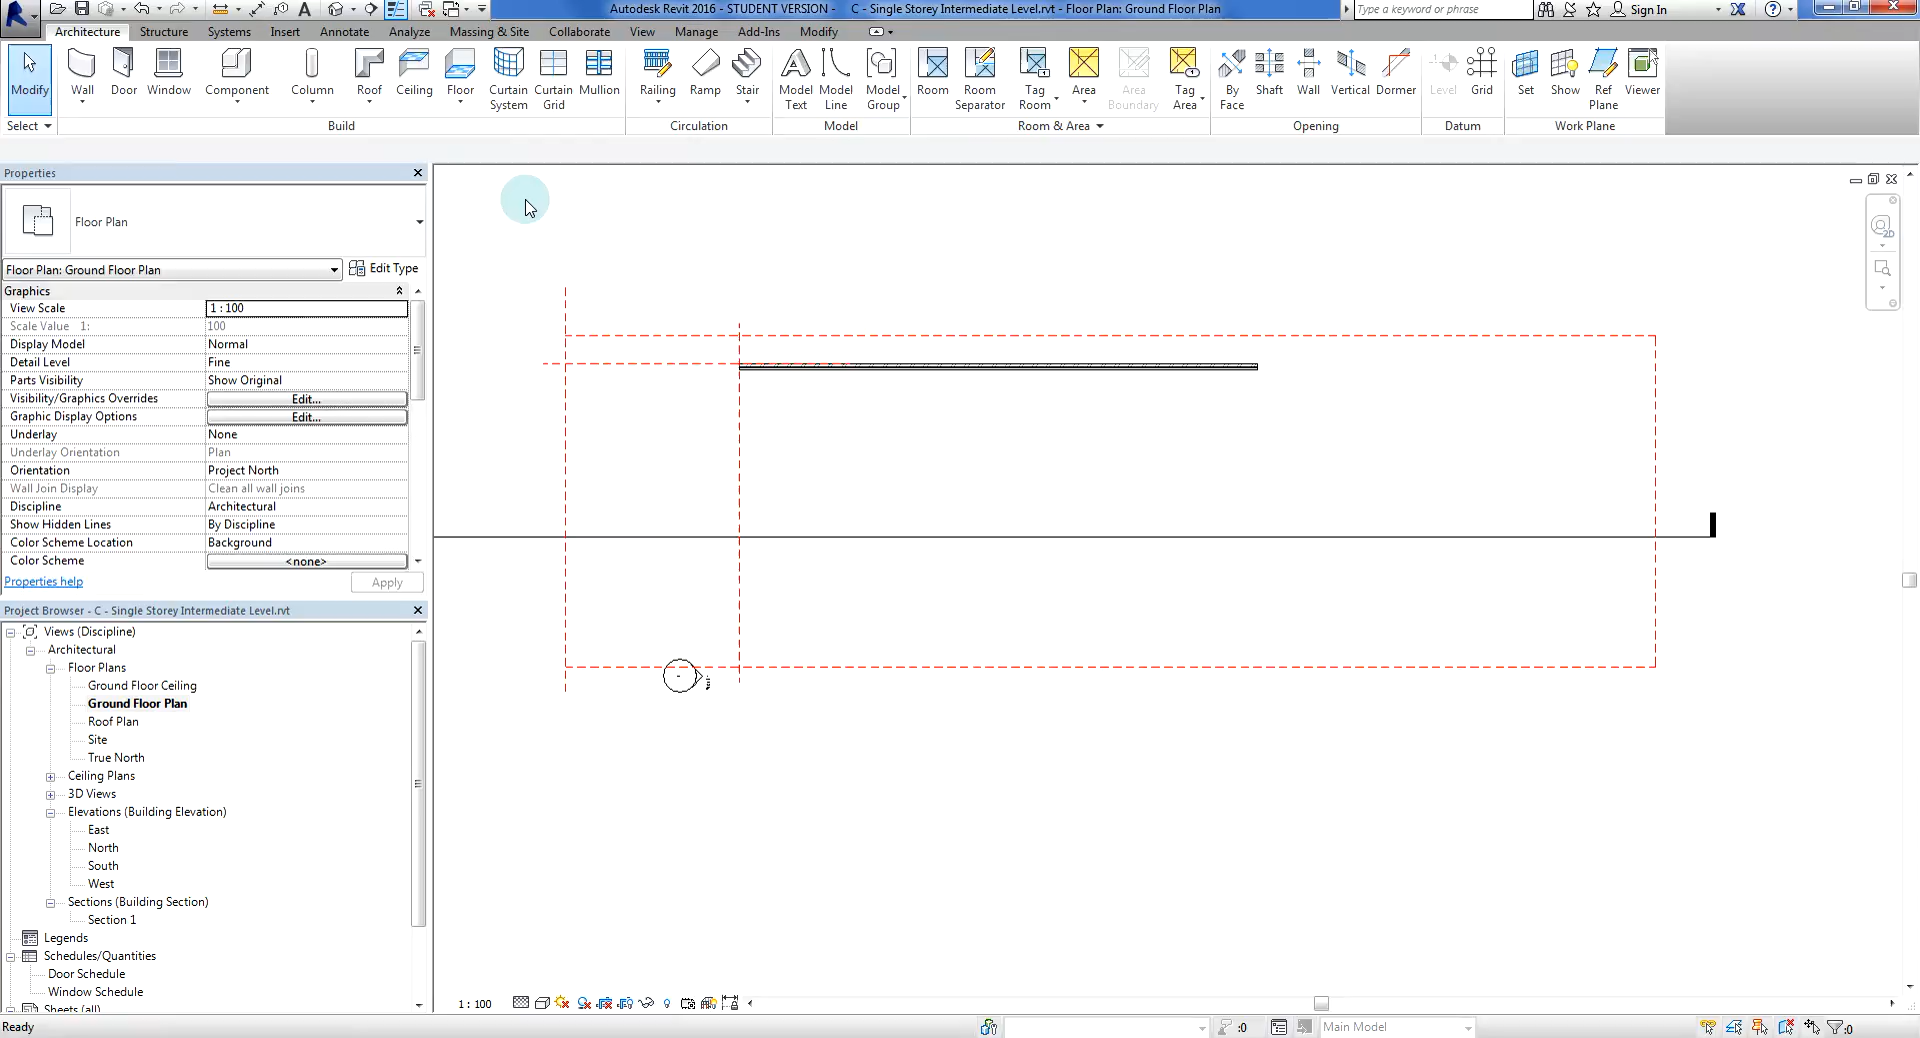 Autodesk Revit 2016 - STUDENT VERSION - C - Single Storey Intermediate Level.rvt - Floor Plan: Ground Floor Plan
Type a keyword or phrase
Sign In
Architecture Structure Systems Insert Annotate Analyze Massing & Site Collaborate View Manage Add-Ins Modify
Modify Wall Door Window Component Column Roof Ceiling Floor Curtain System Curtain Grid Mullion Railing Ramp Stair Model Text Model Line Model Group Room Room Separator Tag Room Area Area Boundary Tag Area By Face Shaft Wall Vertical Dormer Level Grid Set Show Ref Plane Viewer
Select Build Circulation Model Room & Area Opening Datum Work Plane
Properties
Floor Plan
Floor Plan: Ground Floor Plan Edit Type
Graphics
View Scale 1 : 100
Scale Value 1: 100
Display Model Normal
Detail Level Fine
Parts Visibility Show Original
Visibility/Graphics Overrides Edit...
Graphic Display Options Edit...
Underlay None
Underlay Orientation Plan
Orientation Project North
Wall Join Display Clean all wall joins
Discipline Architectural
Show Hidden Lines By Discipline
Color Scheme Location Background
Color Scheme <none>
Properties help Apply
Project Browser - C - Single Storey Intermediate Level.rvt
Views (Discipline)
Architectural
Floor Plans
Ground Floor Ceiling
Ground Floor Plan
Roof Plan
Site
True North
Ceiling Plans
3D Views
Elevations (Building Elevation)
East
North
South
West
Sections (Building Section)
Section 1
Legends
Schedules/Quantities
Door Schedule
Window Schedule
Sheets (all)
1 : 100
Ready
:0
Main Model
:0